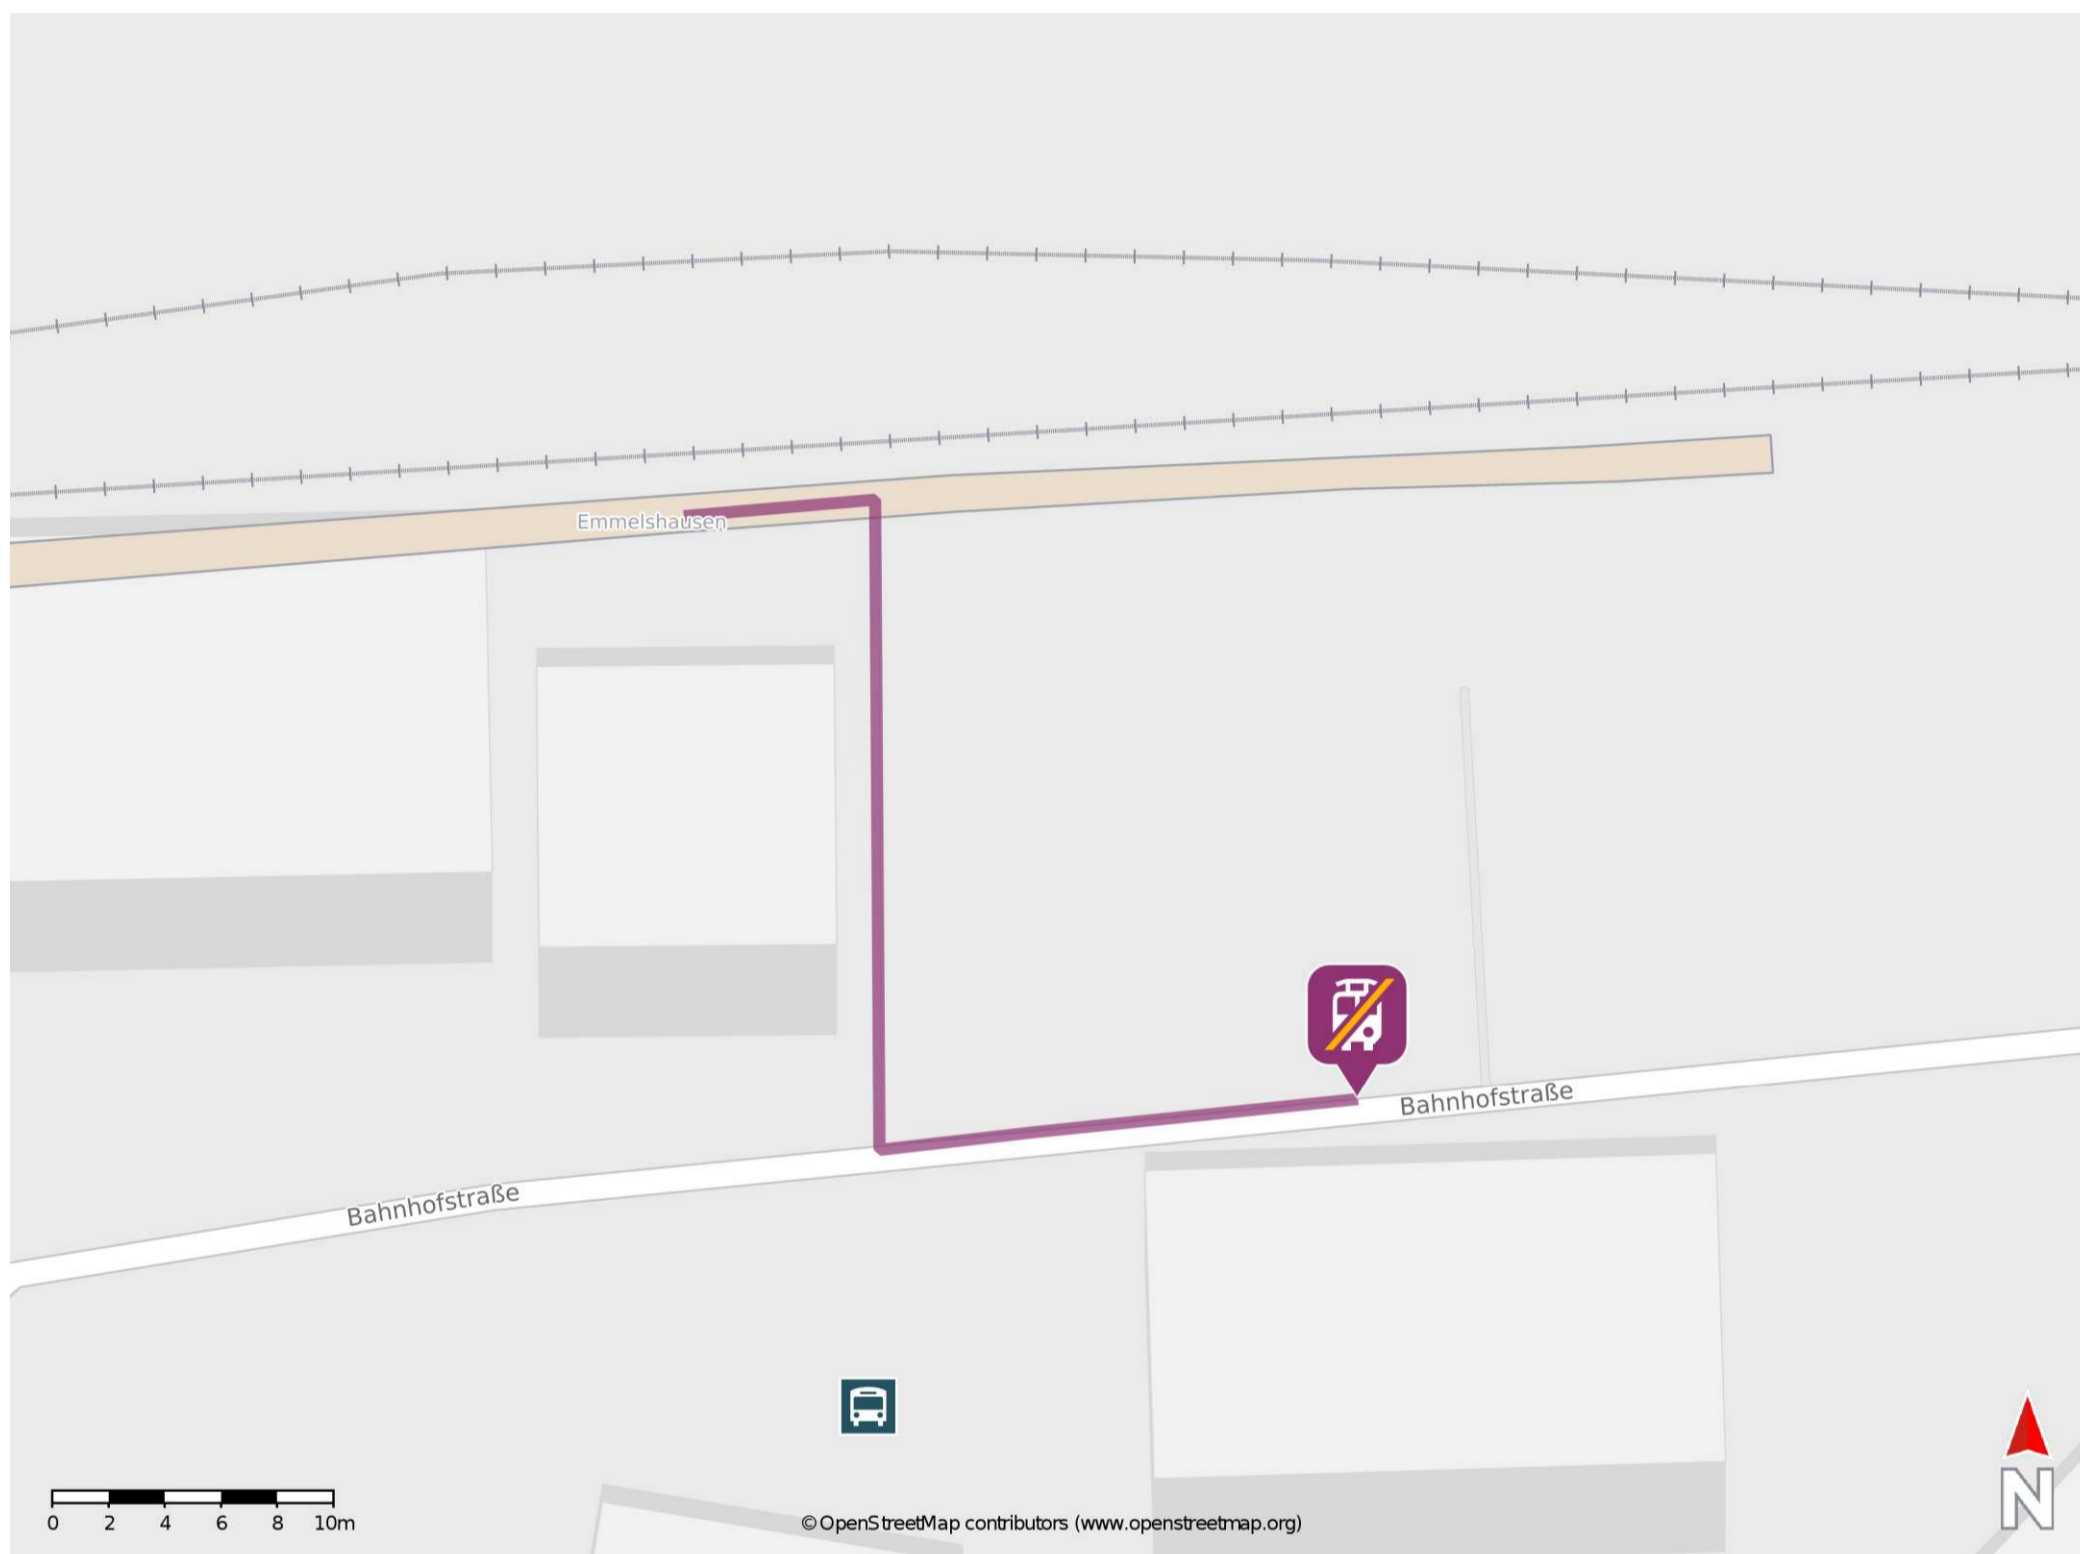 Emmelshausen
Bahnhofstraße
Bahnhofstraße
0 2 4 6 8 10m
© OpenStreetMap contributors (www.openstreetmap.org)
N